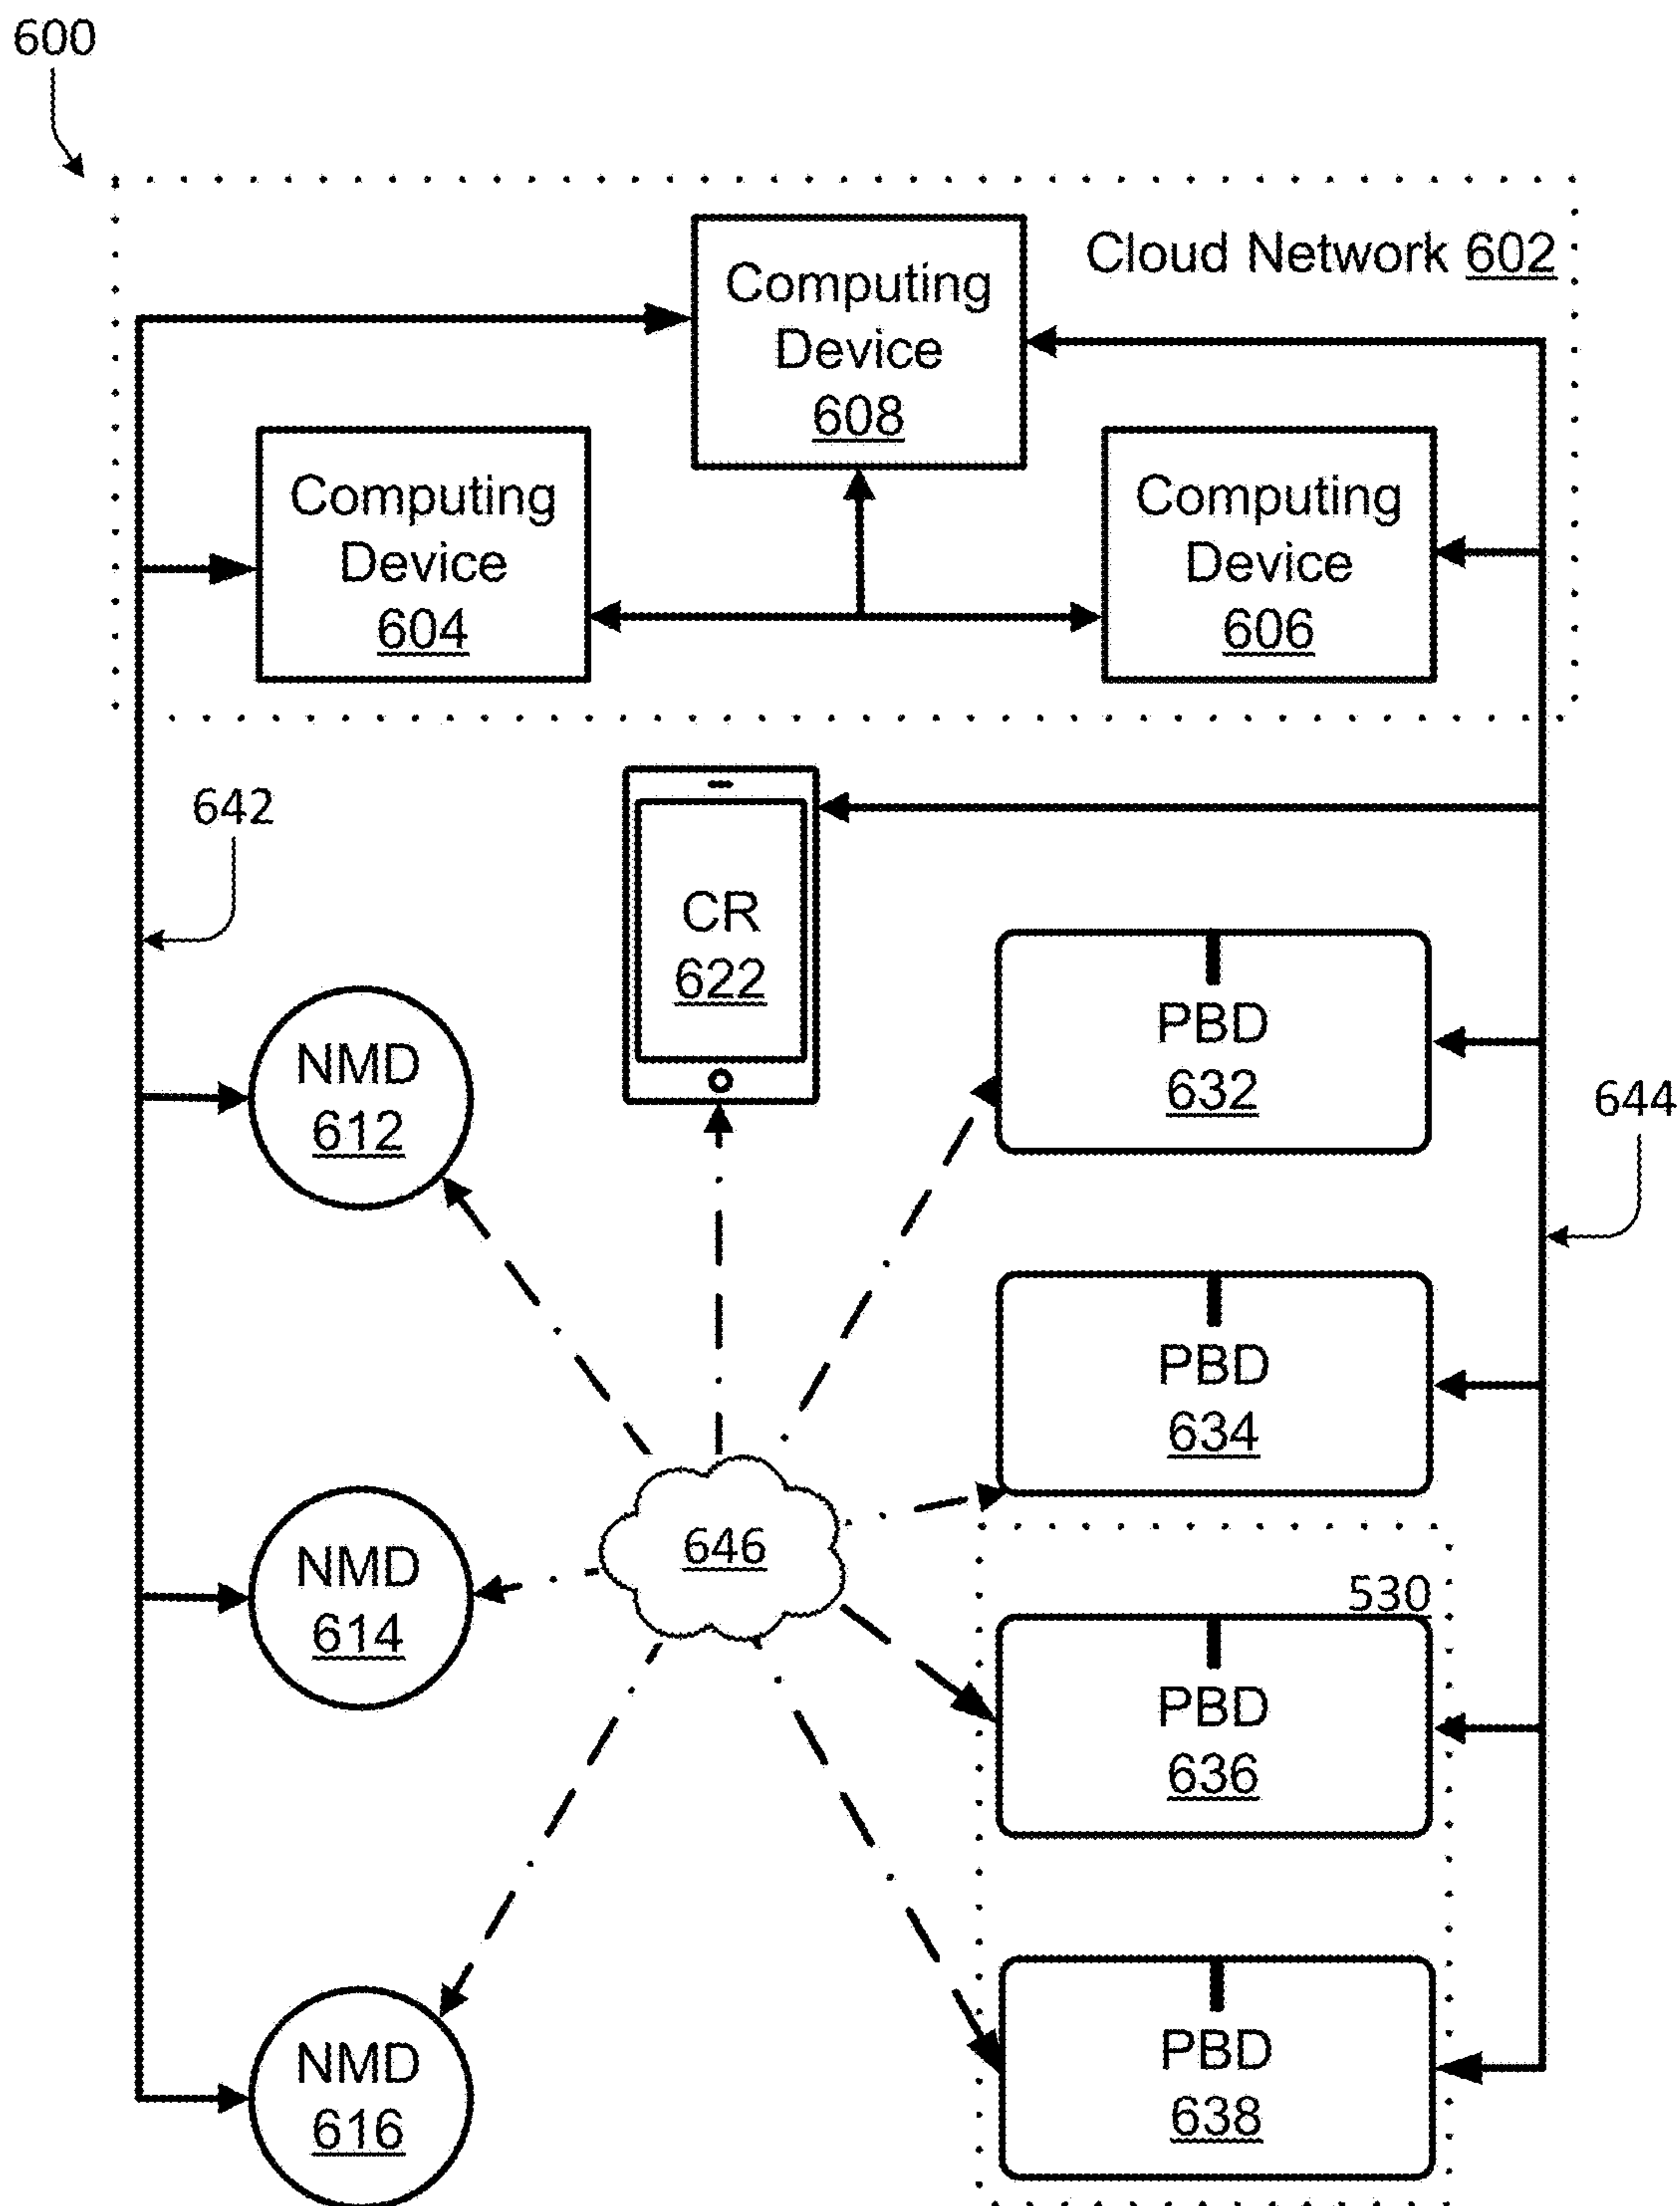 600
Cloud Network 602
Computing
Device
608
Computing
Device
604
Computing
Device
606
642
CR
622
PBD
632
644
NMD
612
PBD
634
NMD
614
646
530
PBD
636
NMD
616
PBD
638